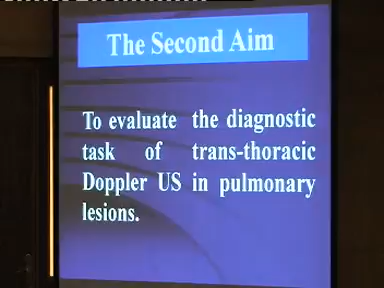 The Second Aim
To evaluate the diagnostic
task of trans-thoracic
Doppler US in pulmonary
lesions.